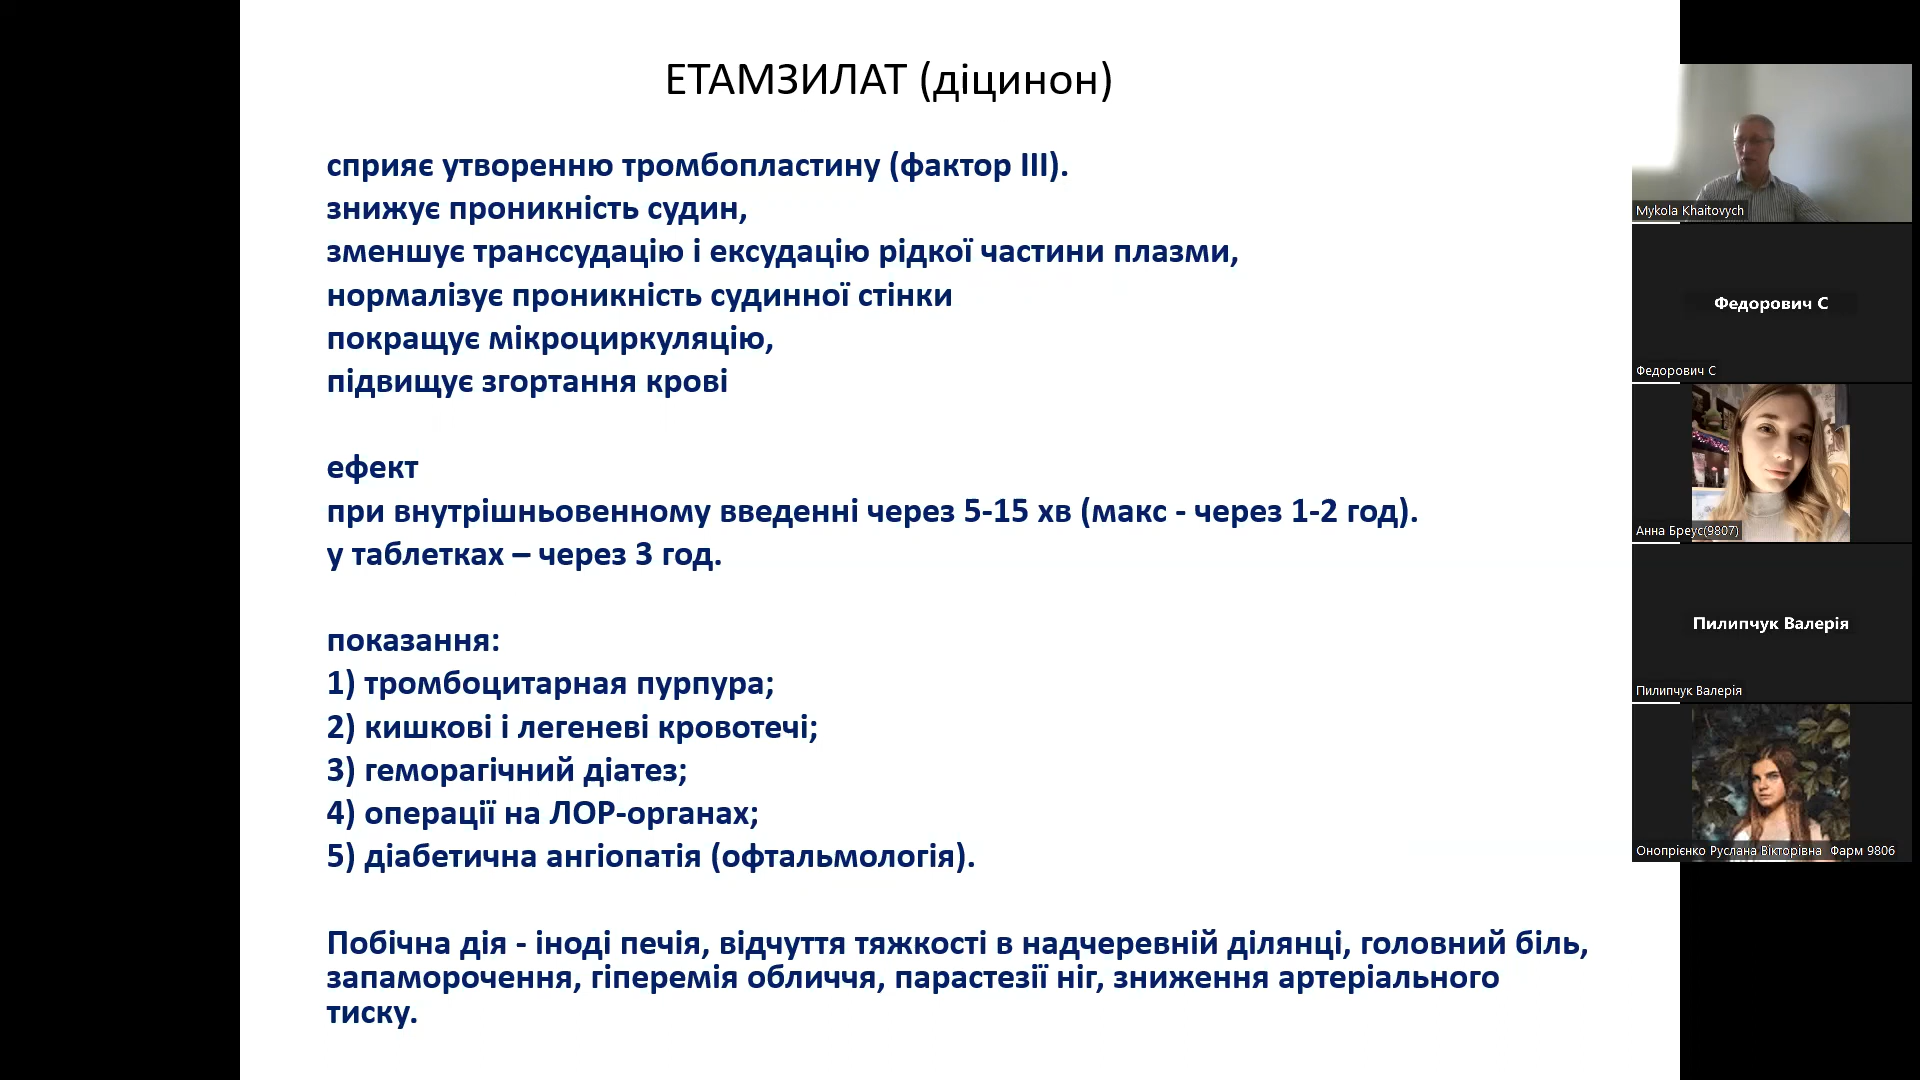 ЕТАМЗИЛАТ (діцинон)
сприяє утворенню тромбопластину (фактор III).
знижує проникність судин,
зменшує транссудацію і ексудацію рідкої частини плазми,
нормалізує проникність судинної стінки
покращує мікроциркуляцію,
підвищує згортання крові
ефект
при внутрішньовенному введенні через 5-15 хв (макс - через 1-2 год).
у таблетках – через 3 год.
показання:
1) тромбоцитарная пурпура;
2) кишкові і легеневі кровотечі;
3) геморагічний діатез;
4) операції на ЛОР-органах;
5) діабетична ангіопатія (офтальмологія).
Побічна дія - іноді печія, відчуття тяжкості в надчеревній ділянці, головний біль,
запаморочення, гіперемія обличчя, парастезії ніг, зниження артеріального
тиску.
Mykola Khaitovych
Федорович С
Федорович С
Анна Бреус(9807)
Пилипчук Валерія
Пилипчук Валерія
Онопрієнко Руслана Вікторівна Фарм 9806